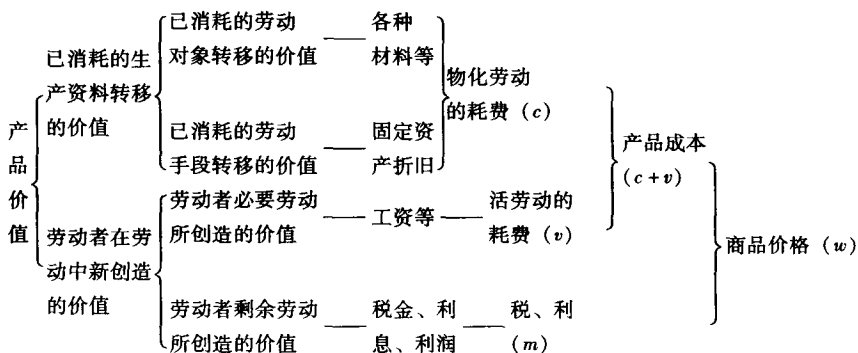 产品价值
已消耗的生
产资料转移
的价值
已消耗的劳动
对象转移的价值
各种
材料等
已消耗的劳动
手段转移的价值
固定资
产折旧
物化劳动
的耗费（c）
劳动者在劳
动中新创造
的价值
劳动者必要劳动
所创造的价值
工资等
活劳动的
耗费（v）
劳动者剩余劳动
所创造的价值
税金、利
息、利润
税、利
（m）
产品成本
（c+v）
商品价格（w）